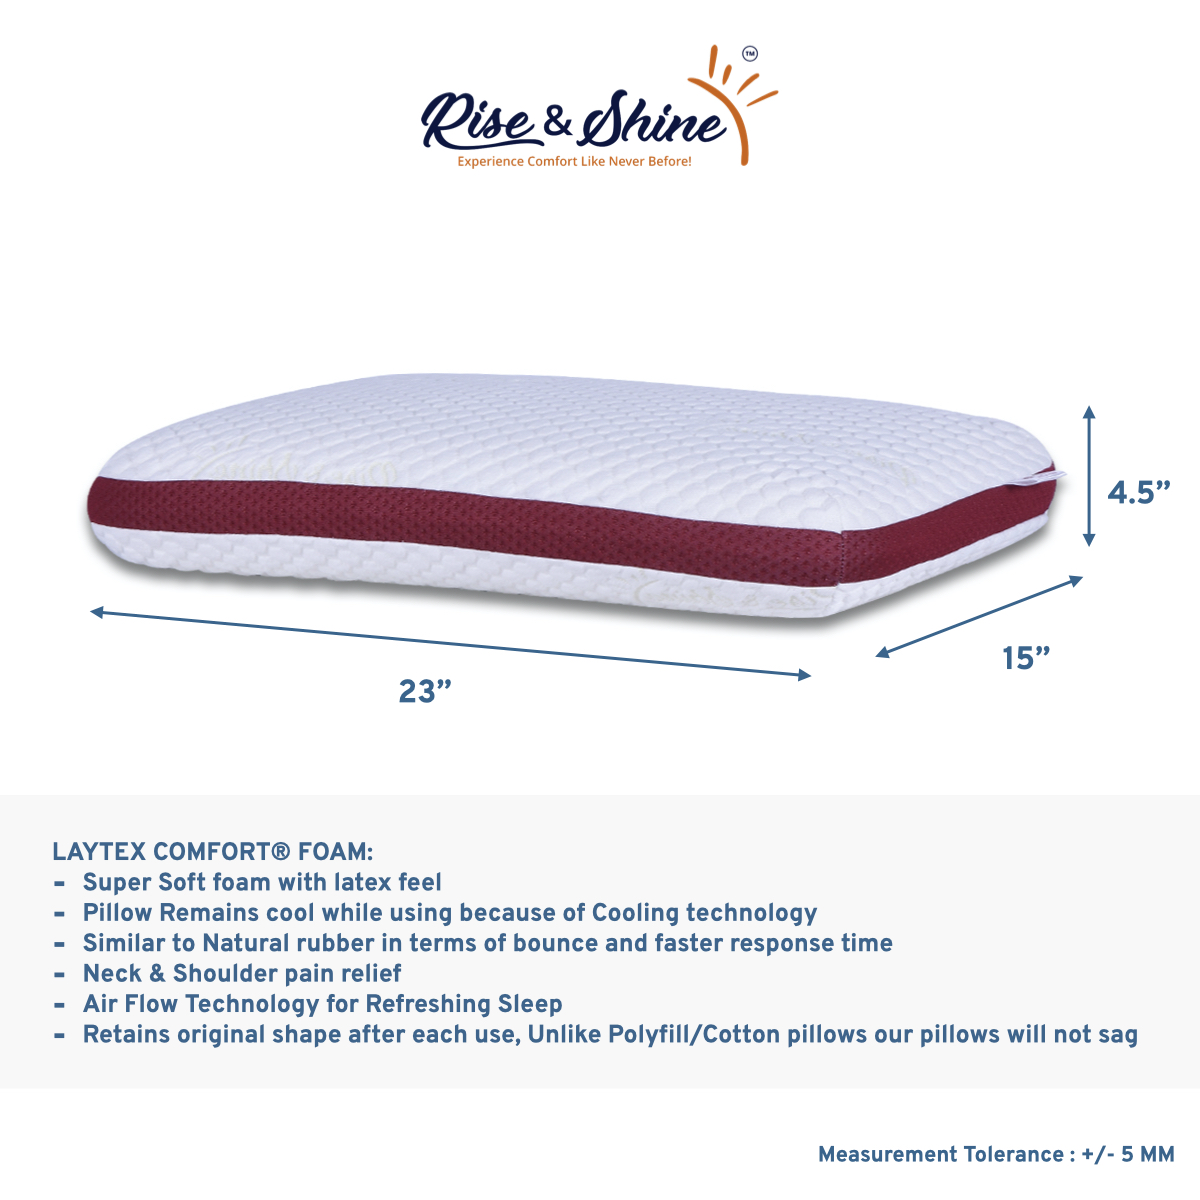 TM
Rise & Shine
Experience Comfort Like Never Before!
4.5”
15”
23”
LAYTEX COMFORT® FOAM:
- Super Soft foam with latex feel
- Pillow Remains cool while using because of Cooling technology
- Similar to Natural rubber in terms of bounce and faster response time
- Neck & Shoulder pain relief
- Air Flow Technology for Refreshing Sleep
- Retains original shape after each use, Unlike Polyfill/Cotton pillows our pillows will not sag
Measurement Tolerance : +/- 5 MM